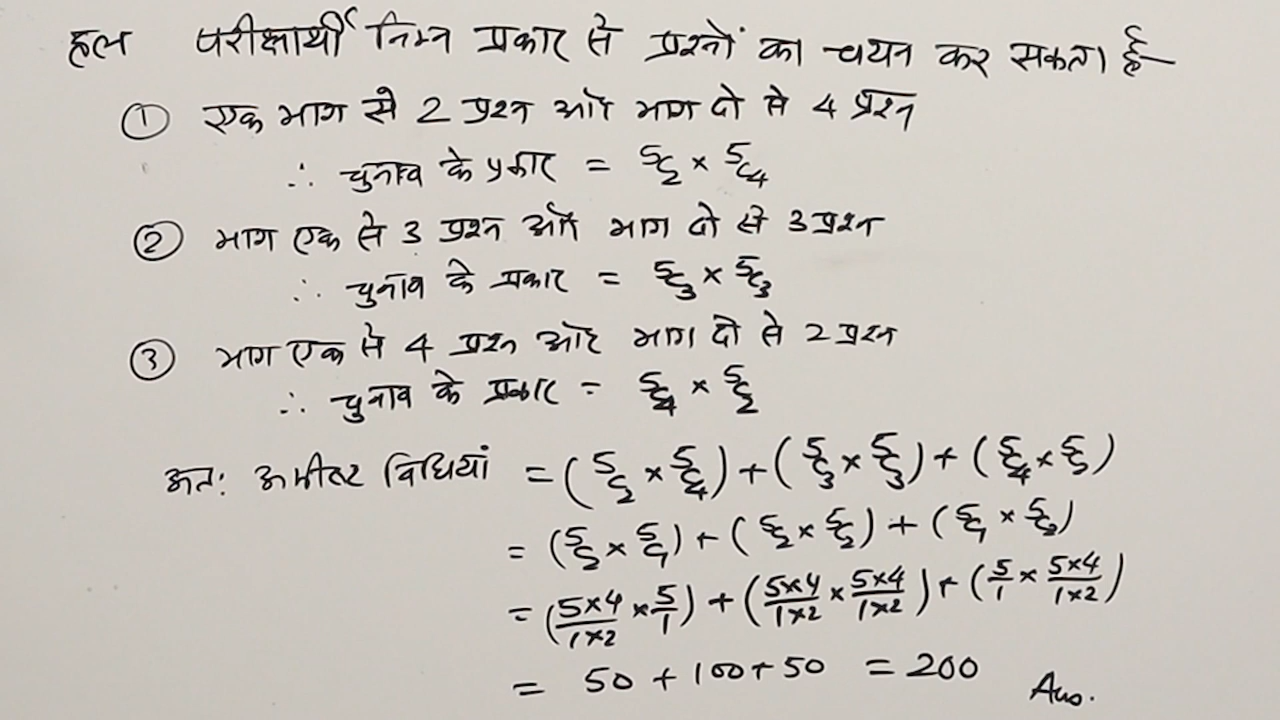 हल परीक्षार्थी निम्न प्रकार से प्रश्नों का चयन कर सकता है—
① एक भाग से 2 प्रश्न और भाग दो से 4 प्रश्न
∴ चुनाव के प्रकार = ⁵C₂ × ⁵C₄
② भाग एक से 3 प्रश्न और भाग दो से 3 प्रश्न
∴ चुनाव के प्रकार = ⁵C₃ × ⁵C₃
③ भाग एक से 4 प्रश्न और भाग दो से 2 प्रश्न
∴ चुनाव के प्रकार = ⁵C₄ × ⁵C₂
अतः अभीष्ट विधियां = (⁵C₂ × ⁵C₄) + (⁵C₃ × ⁵C₃) + (⁵C₄ × ⁵C₂)
= (⁵C₂ × ⁵C₁) + (⁵C₂ × ⁵C₂) + (⁵C₁ × ⁵C₂)
= (5×4/1×2 × 5/1) + (5×4/1×2 × 5×4/1×2) + (5/1 × 5×4/1×2)
= 50 + 100 + 50 = 200 Ans.